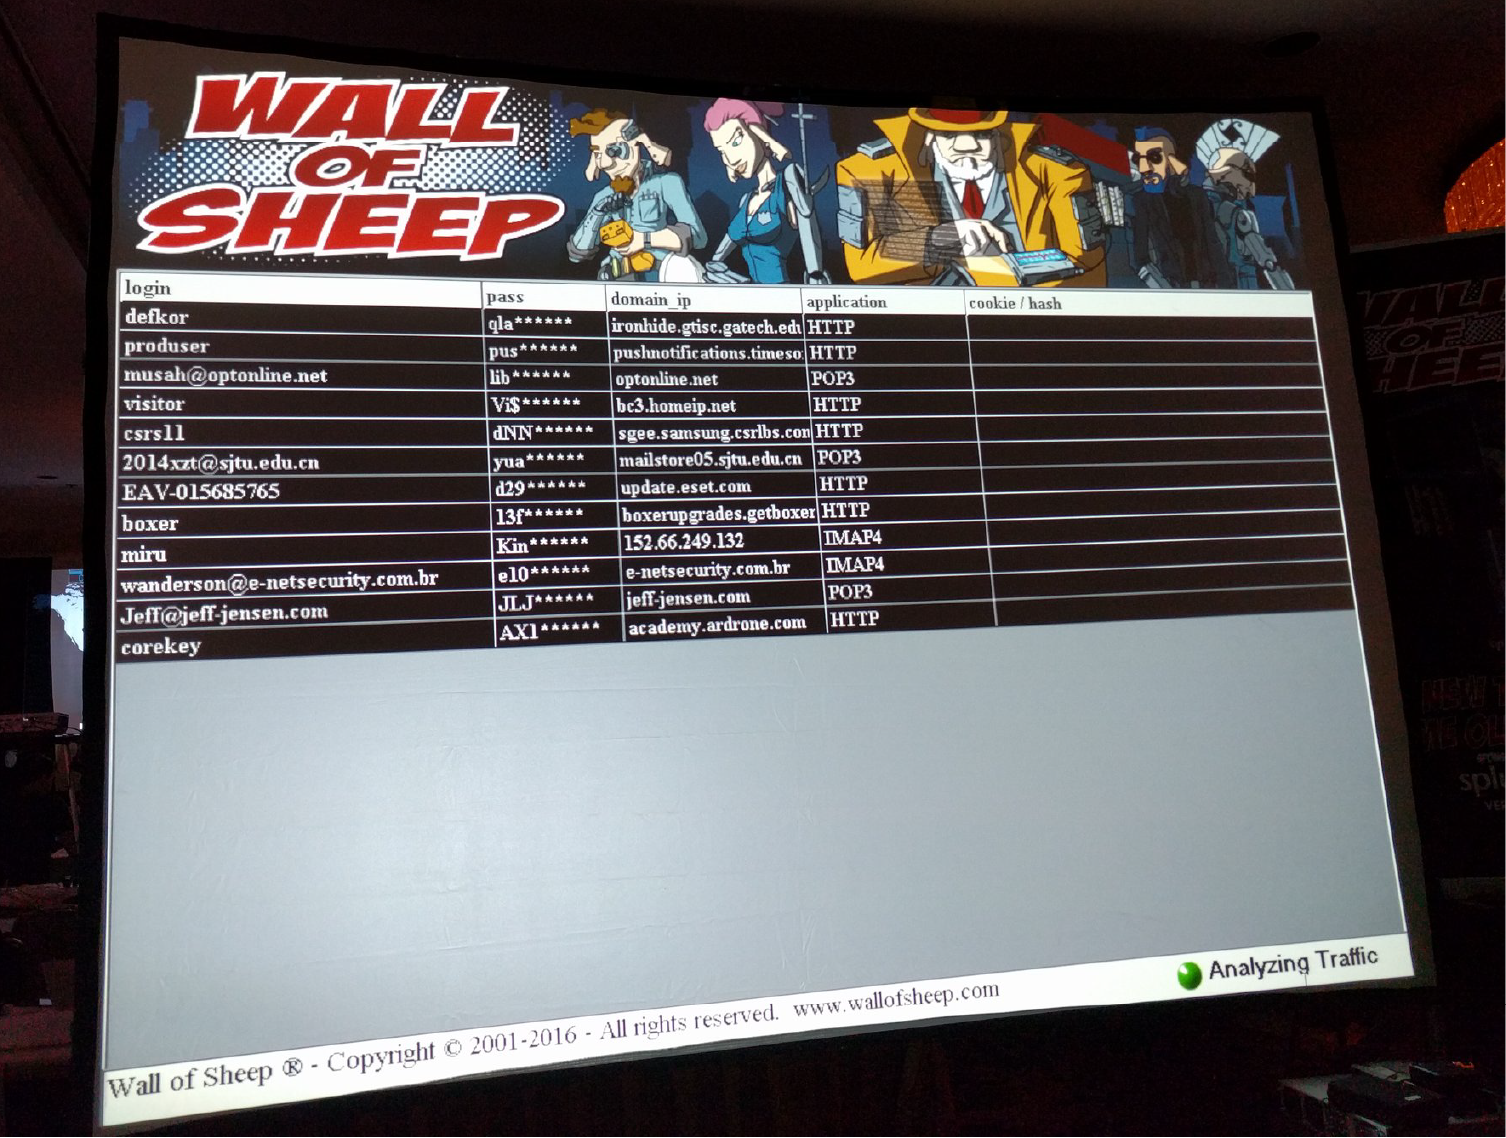 WALL
OF
SHEEP
login pass domain_ip application cookie / hash
defkor qla****** ironhide.gtisc.gatech.edu HTTP
produser pus****** pushnotifications.timeso HTTP
musah@optonline.net lib****** optonline.net POP3
visitor Vi$****** bc3.homeip.net HTTP
csrsll dNN****** sgee.samsung.csrlbs.com HTTP
2014xzt@sjtu.edu.cn yua****** mailstore05.sjtu.edu.cn POP3
EAV-015685765 d29****** update.eset.com HTTP
boxer 13f****** boxerupgrades.getboxer HTTP
miru Kin****** 152.66.249.132 IMAP4
wanderson@e-netsecurity.com.br e10****** e-netsecurity.com.br IMAP4
Jeff@jeff-jensen.com JLJ****** jeff-jensen.com POP3
corekey AX1****** academy.ardrone.com HTTP
Analyzing Traffic
Wall of Sheep ® - Copyright © 2001-2016 - All rights reserved. www.wallofsheep.com
WALL
OF
SHEEP